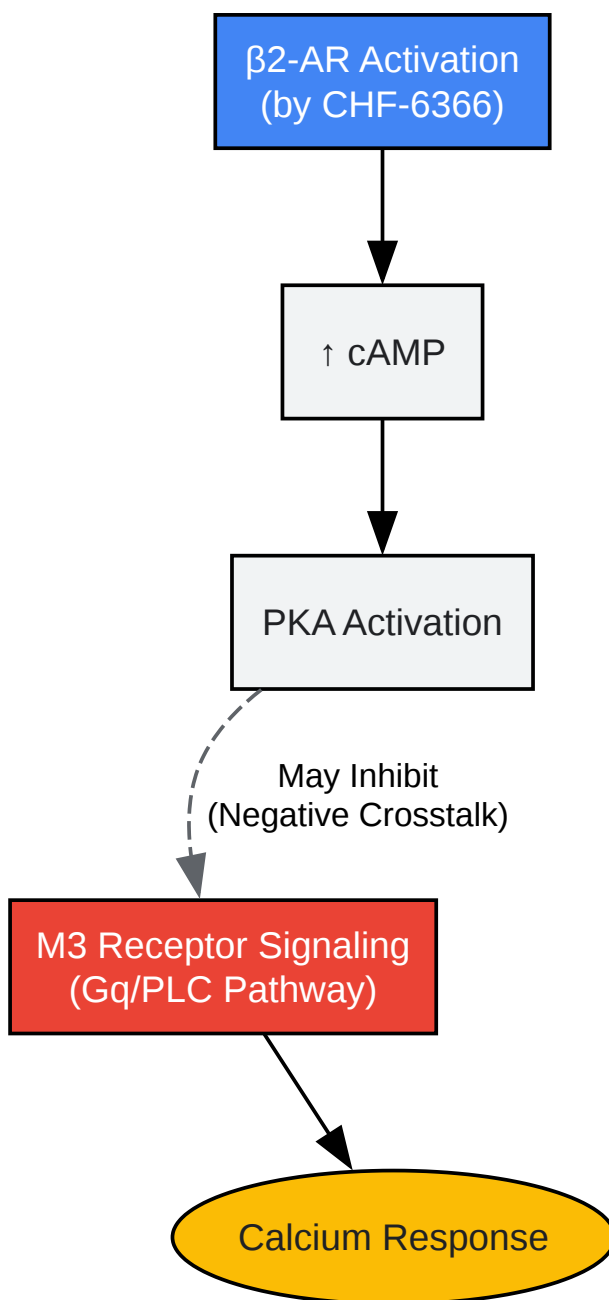 β2-AR Activation
(by CHF-6366)
↑ cAMP
PKA Activation
May Inhibit
(Negative Crosstalk)
M3 Receptor Signaling
(Gq/PLC Pathway)
Calcium Response